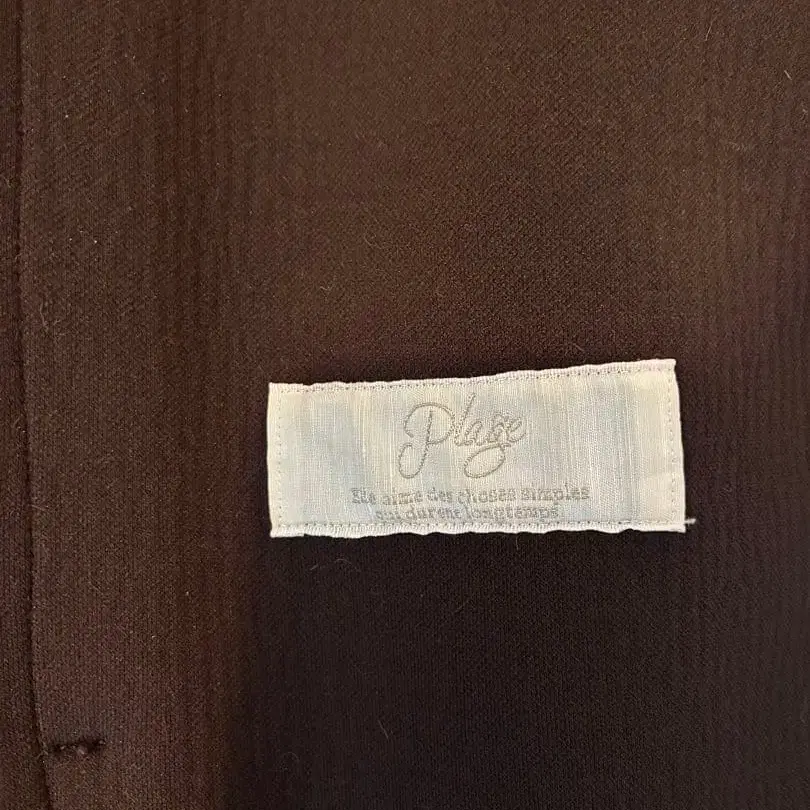 Plage
Elle aime des choses simples
qui durent longtemps.